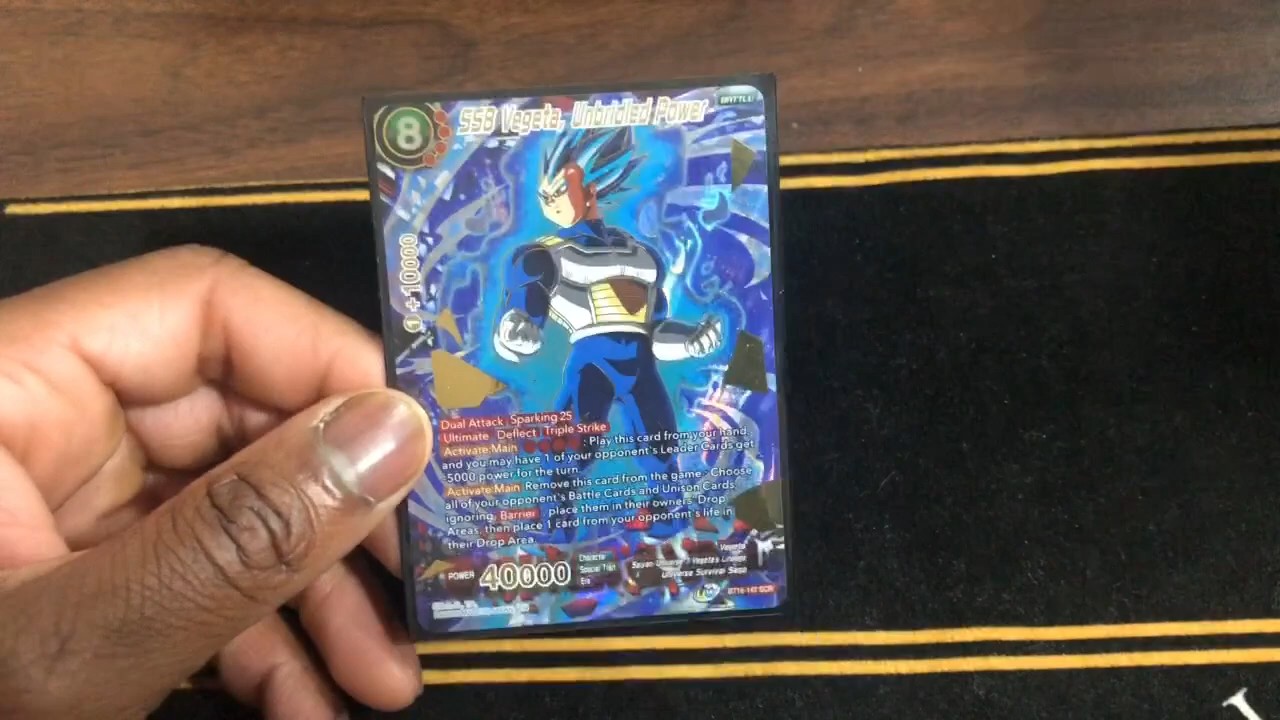 8
SSB Vegeta, Unbridled Power
BATTLE
+10000
Dual Attack Sparking 25
Ultimate Deflect Triple Strike
Activate:Main : Play this card from your hand,
and you may have 1 of your opponent's Leader Cards get
5000 power for the turn.
Activate:Main Remove this card from the game : Choose
all of your opponent's Battle Cards and Unison Cards,
ignoring Barrier, place them in their owners' Drop
Areas, then place 1 card from your opponent's life in
their Drop Area.
POWER 40000
Character Vegeta
Special Trait Saiyan Universe 7 Vegeta's Lineage
Era Universe Survival Saga
SCR